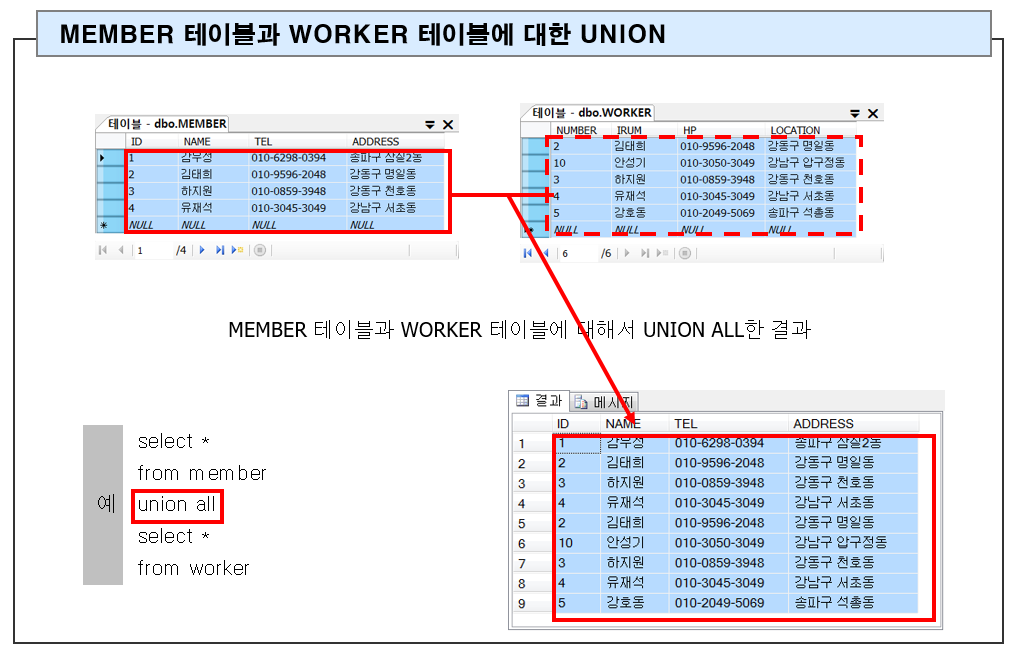 MEMBER 테이블과 WORKER 테이블에 대한 UNION
테이블 - dbo.MEMBER
ID NAME TEL ADDRESS
1 감우성 010-6298-0394 송파구 잠실2동
2 김태희 010-9596-2048 강동구 명일동
3 하지원 010-0859-3948 강동구 천호동
4 유재석 010-3045-3049 강남구 서초동
NULL NULL NULL NULL
1 /4
테이블 - dbo.WORKER
NUMBER IRUM HP LOCATION
2 김태희 010-9596-2048 강동구 명일동
10 안성기 010-3050-3049 강남구 압구정동
3 하지원 010-0859-3948 강동구 천호동
4 유재석 010-3045-3049 강남구 서초동
5 강호동 010-2049-5069 송파구 석촌동
NULL NULL NULL NULL
6 /6
MEMBER 테이블과 WORKER 테이블에 대해서 UNION ALL한 결과
예
select *
from member
union all
select *
from worker
결과 메시지
ID NAME TEL ADDRESS
1 1 감우성 010-6298-0394 송파구 잠실2동
2 2 김태희 010-9596-2048 강동구 명일동
3 3 하지원 010-0859-3948 강동구 천호동
4 4 유재석 010-3045-3049 강남구 서초동
5 2 김태희 010-9596-2048 강동구 명일동
6 10 안성기 010-3050-3049 강남구 압구정동
7 3 하지원 010-0859-3948 강동구 천호동
8 4 유재석 010-3045-3049 강남구 서초동
9 5 강호동 010-2049-5069 송파구 석촌동